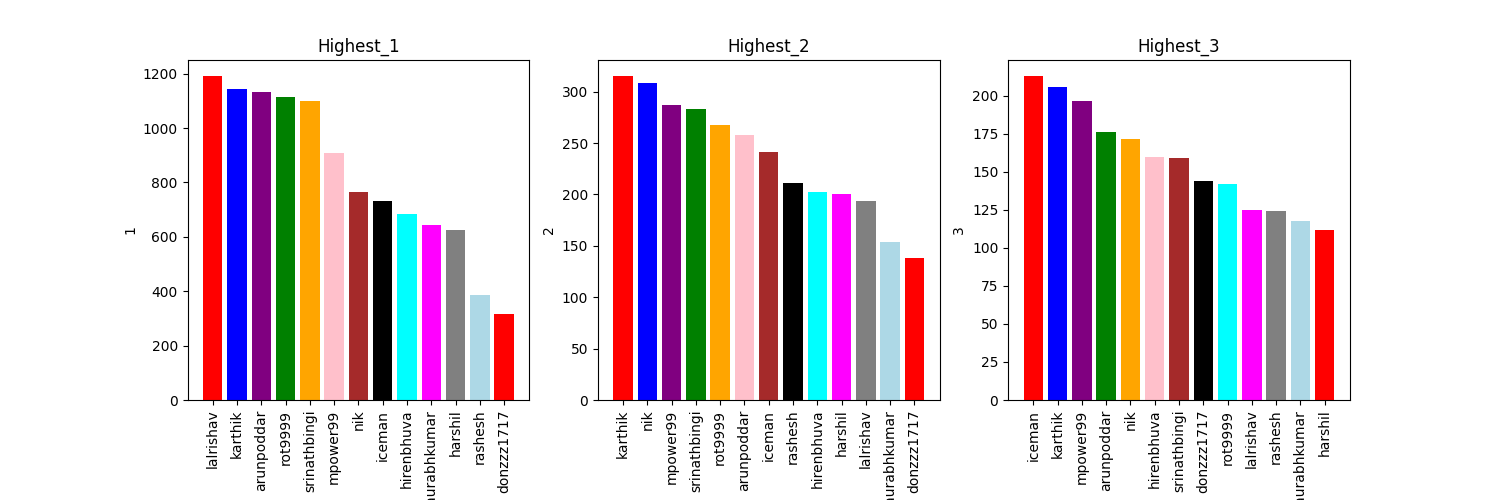 Highest_1
1200
1000
800
600
400
200
0
1
lalrishav
karthik
arunpoddar
rot9999
srinathbingi
mpower99
nik
iceman
hirenbhuva
urabhkumar
harshil
rashesh
donzzz1717
Highest_2
300
250
200
150
100
50
0
2
karthik
nik
mpower99
srinathbingi
rot9999
arunpoddar
iceman
rashesh
hirenbhuva
harshil
lalrishav
urabhkumar
donzzz1717
Highest_3
200
175
150
125
100
75
50
25
0
3
iceman
karthik
mpower99
arunpoddar
nik
hirenbhuva
srinathbingi
donzzz1717
rot9999
lalrishav
rashesh
urabhkumar
harshil